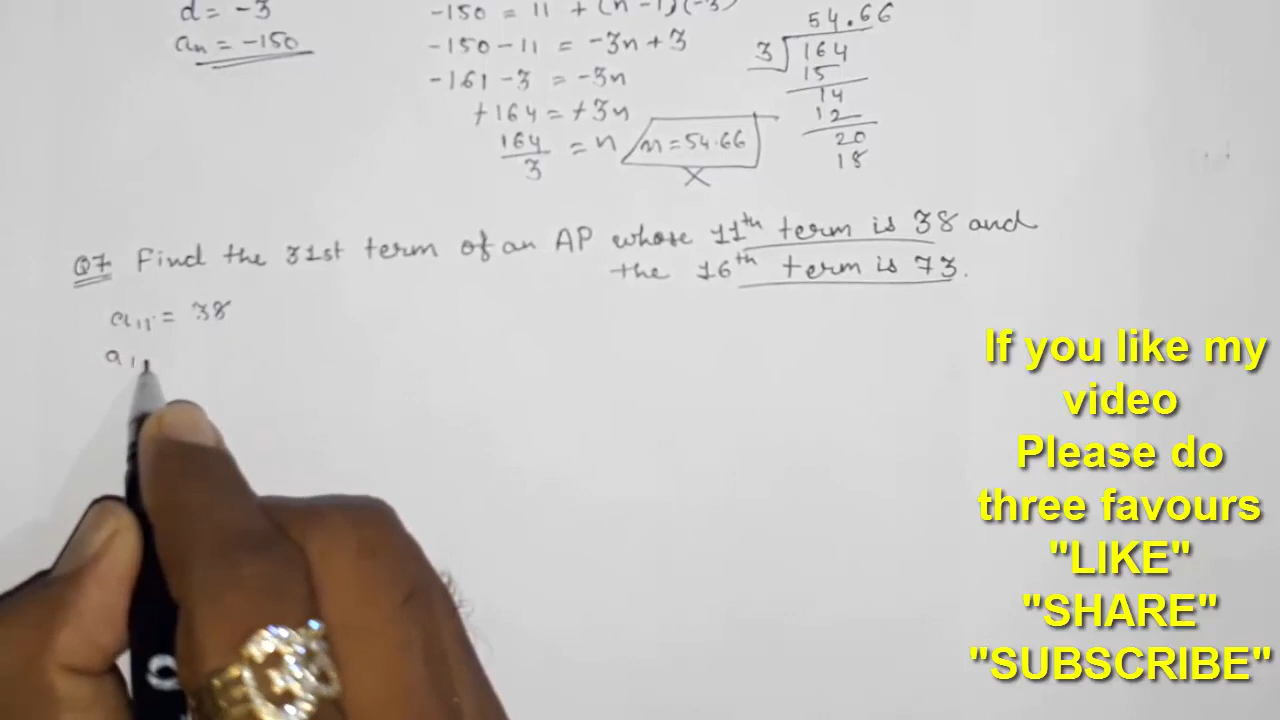 d = -3
aₙ = -150
-150 = 11 + (n-1)(-3)
-150-11 = -3n+3
-161-3 = -3n
+164 = +3n
164/3 = n
n = 54.66
X
54.66
3 164
15
14
12
20
18
Q7 Find the 31st term of an AP whose 11th term is 38 and
the 16th term is 73.
a₁₁ = 38
a₁
If you like my
video
Please do
three favours
"LIKE"
"SHARE"
"SUBSCRIBE"